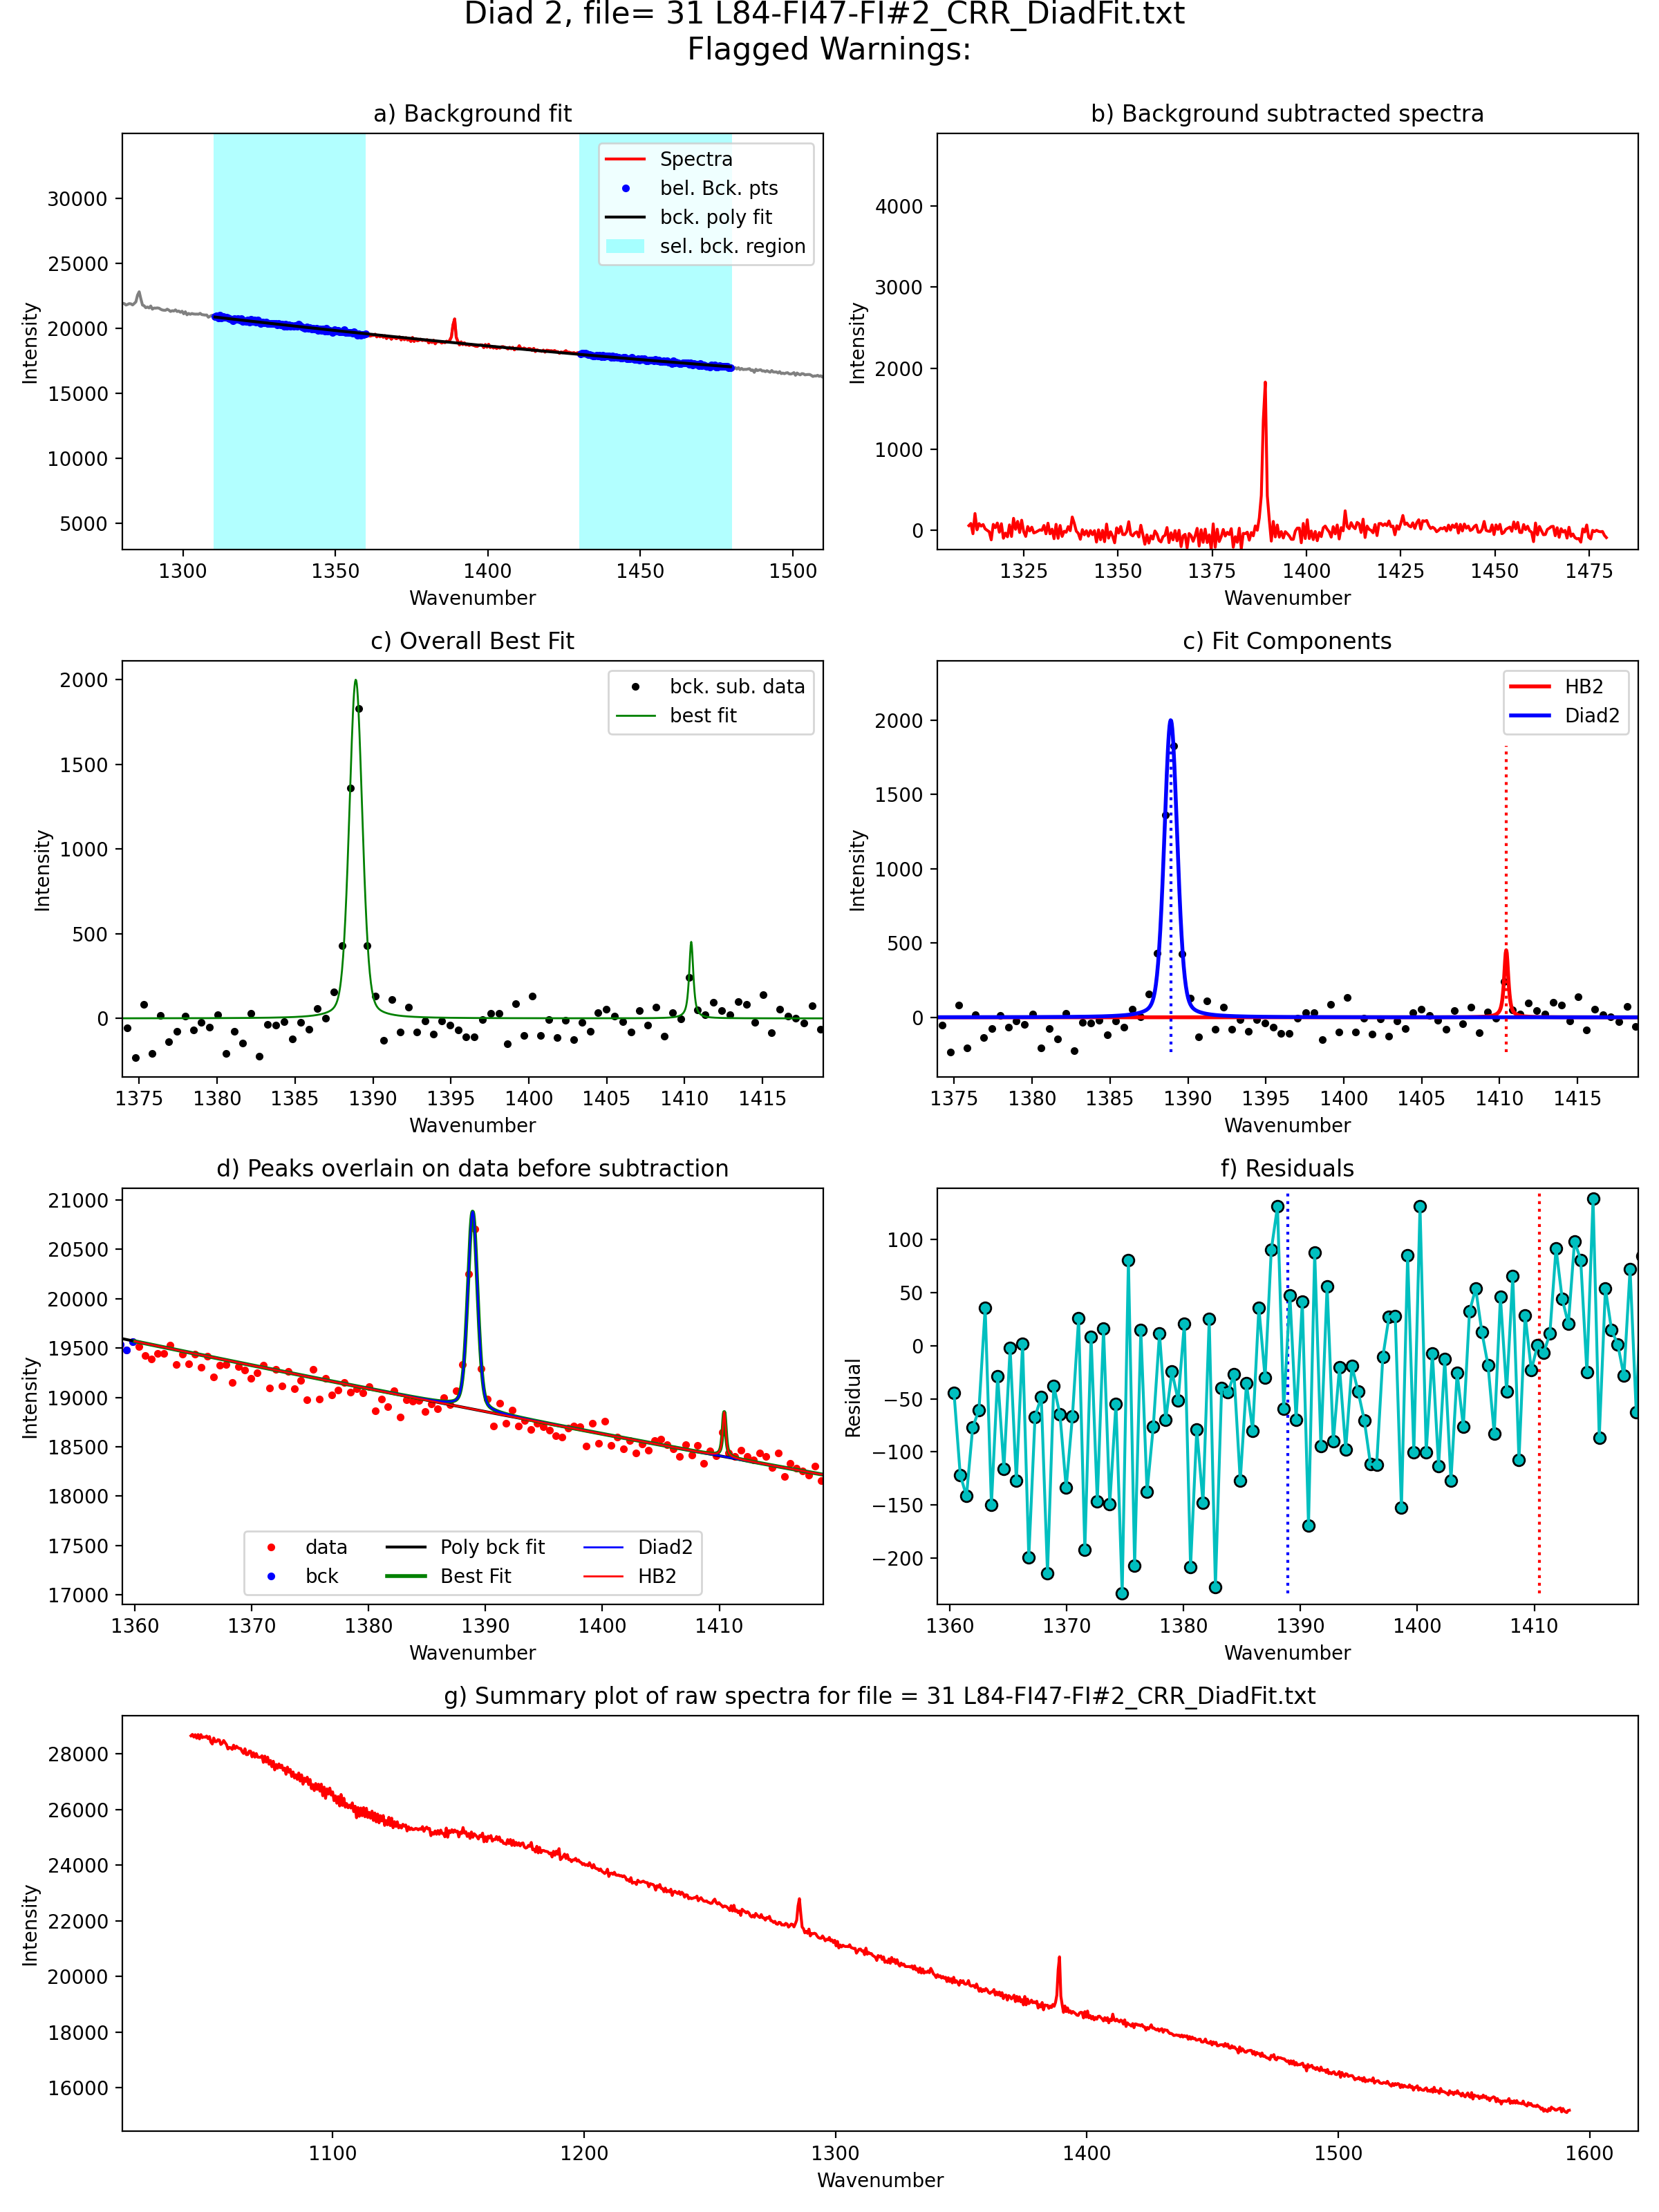 Diad 2, file= 31 L84-FI47-FI#2_CRR_DiadFit.txt
Flagged Warnings:
a) Background fit
Intensity
30000
25000
20000
15000
10000
5000
Spectra
bel. Bck. pts
bck. poly fit
sel. bck. region
1300 1350 1400 1450 1500
Wavenumber
b) Background subtracted spectra
Intensity
4000
3000
2000
1000
0
1325 1350 1375 1400 1425 1450 1475
Wavenumber
c) Overall Best Fit
Intensity
2000
1500
1000
500
0
bck. sub. data
best fit
1375 1380 1385 1390 1395 1400 1405 1410 1415
Wavenumber
c) Fit Components
Intensity
2000
1500
1000
500
0
HB2
Diad2
1375 1380 1385 1390 1395 1400 1405 1410 1415
Wavenumber
d) Peaks overlain on data before subtraction
Intensity
21000
20500
20000
19500
19000
18500
18000
17500
17000
data Poly bck fit Diad2
bck Best Fit HB2
1360 1370 1380 1390 1400 1410
Wavenumber
f) Residuals
Residual
100
50
0
−50
−100
−150
−200
1360 1370 1380 1390 1400 1410
Wavenumber
g) Summary plot of raw spectra for file = 31 L84-FI47-FI#2_CRR_DiadFit.txt
Intensity
28000
26000
24000
22000
20000
18000
16000
1100 1200 1300 1400 1500 1600
Wavenumber